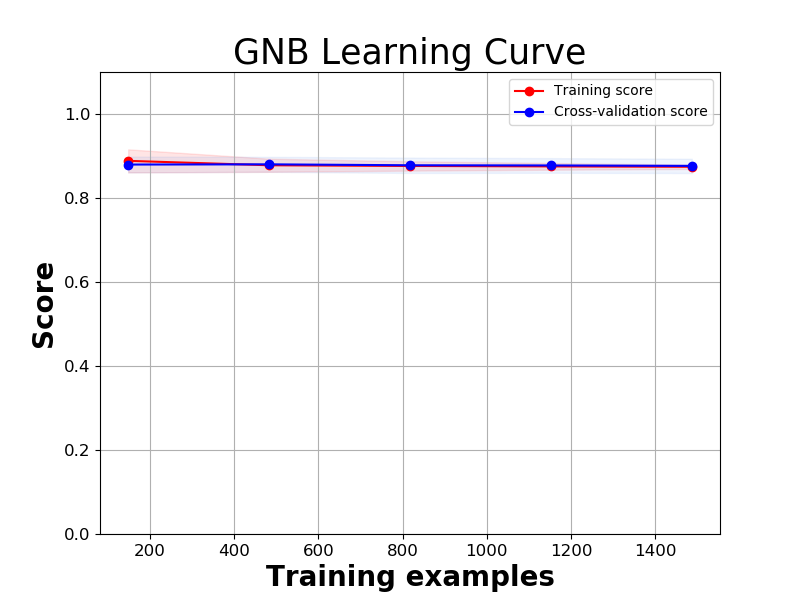 GNB Learning Curve
Training score
Cross-validation score
1.0
0.8
0.6
0.4
0.2
0.0
Score
200 400 600 800 1000 1200 1400
Training examples